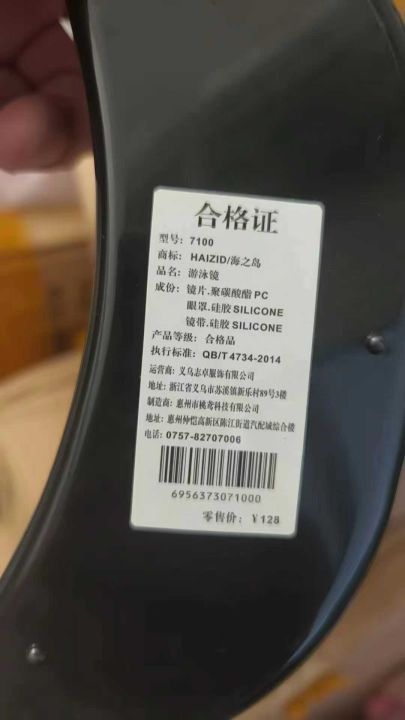 合格证
型号: 7100
商标: HAIZID/海之岛
品名: 游泳镜
成份: 镜片.聚碳酸酯 PC
眼罩.硅胶 SILICONE
镜带.硅胶 SILICONE
产品等级: 合格品
执行标准: QB/T 4734-2014
运营商: 义乌志卓服饰有限公司
地址: 浙江省义乌市苏溪镇新乐村89号3楼
制造商: 惠州市桃鸢科技有限公司
地址: 惠州仲恺高新区陈江街道汽配城综合楼
电话: 0757-82707006
6956373071000
零售价: ¥128